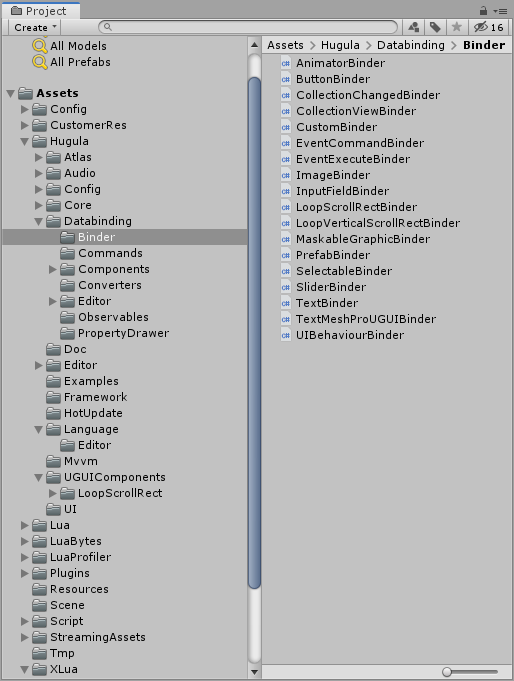 Project
Create
16
All Models
All Prefabs
Assets
Config
CustomerRes
Hugula
Atlas
Audio
Config
Core
Databinding
Binder
Commands
Components
Converters
Editor
Observables
PropertyDrawer
Doc
Editor
Examples
Framework
HotUpdate
Language
Editor
Mvvm
UGUIComponents
LoopScrollRect
UI
Lua
LuaBytes
LuaProfiler
Plugins
Resources
Scene
Script
StreamingAssets
Tmp
XLua
Assets > Hugula > Databinding > Binder
AnimatorBinder
ButtonBinder
CollectionChangedBinder
CollectionViewBinder
CustomBinder
EventCommandBinder
EventExecuteBinder
ImageBinder
InputFieldBinder
LoopScrollRectBinder
LoopVerticalScrollRectBinder
MaskableGraphicBinder
PrefabBinder
SelectableBinder
SliderBinder
TextBinder
TextMeshProUGUIBinder
UIBehaviourBinder